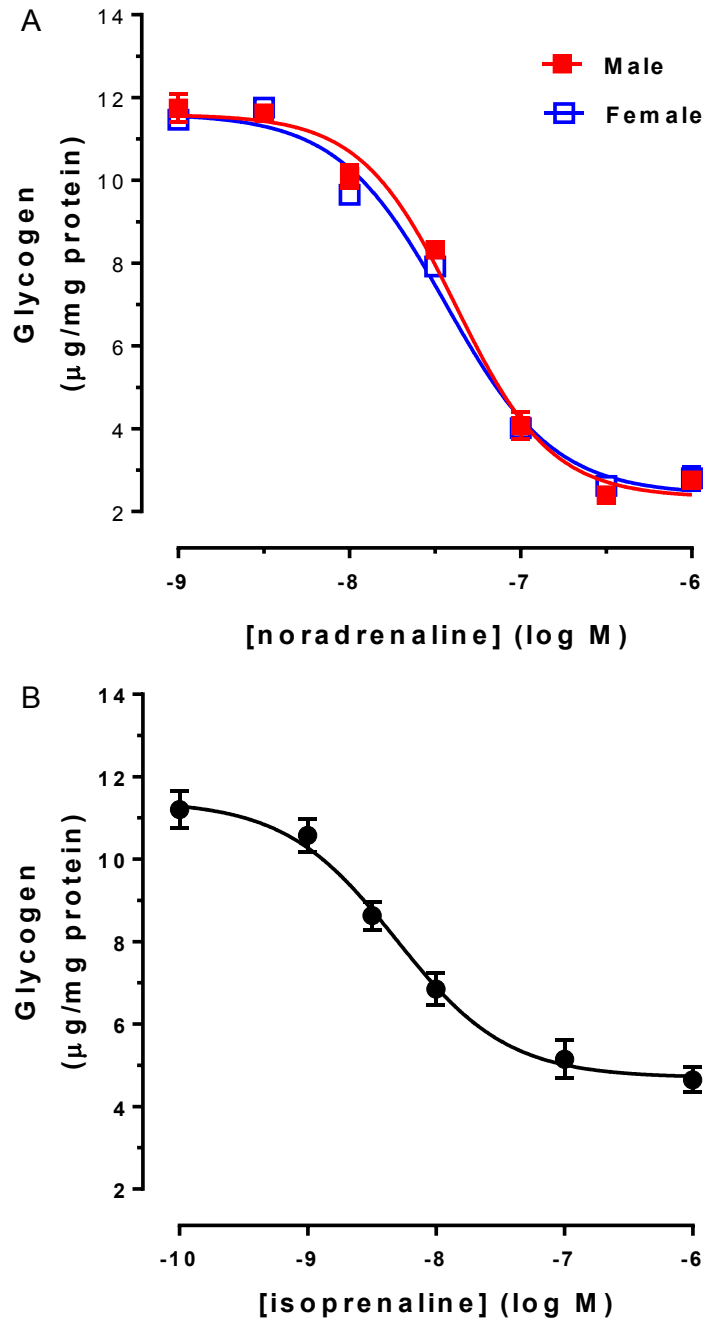 A
14
12
10
8
6
4
2
Glycogen
(μg/mg protein)
Male
Female
-9
-8
-7
-6
[noradrenaline] (log M)
B
14
12
10
8
6
4
2
Glycogen
(μg/mg protein)
-10
-9
-8
-7
-6
[isoprenaline] (log M)